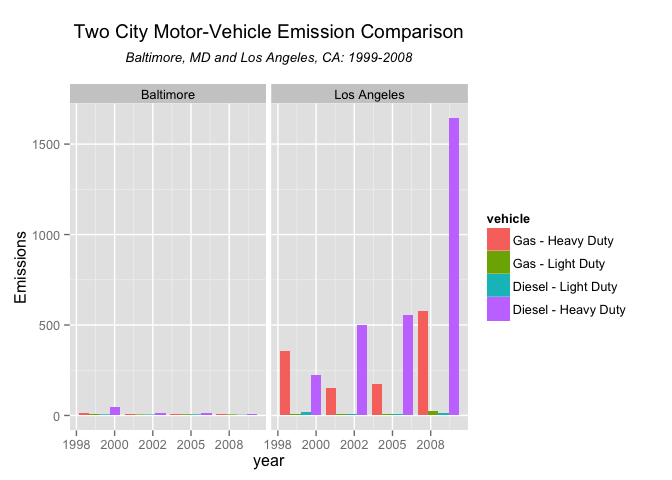 Two City Motor-Vehicle Emission Comparison
Baltimore, MD and Los Angeles, CA: 1999-2008
Baltimore
Los Angeles
1500
1000
500
0
Emissions
1998 2000 2002 2005 2008
1998 2000 2002 2005 2008
year
vehicle
Gas - Heavy Duty
Gas - Light Duty
Diesel - Light Duty
Diesel - Heavy Duty